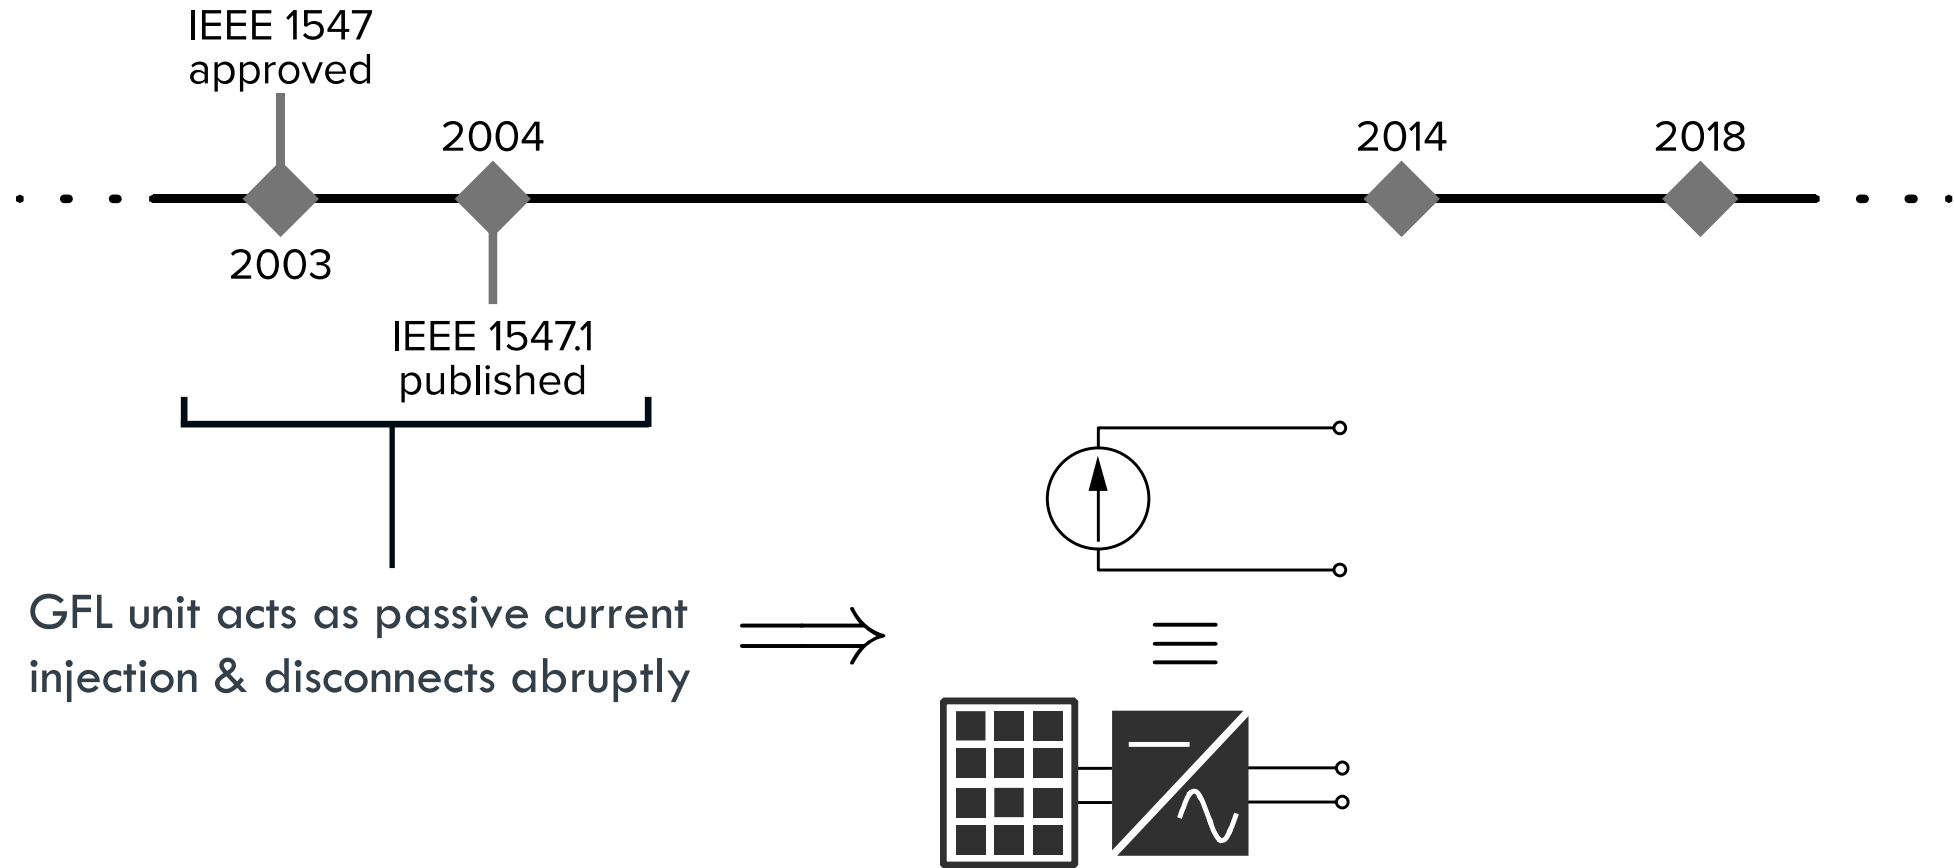 IEEE 1547
approved
2004
2014
2018
2003
IEEE 1547.1
published
GFL unit acts as passive current
injection & disconnects abruptly